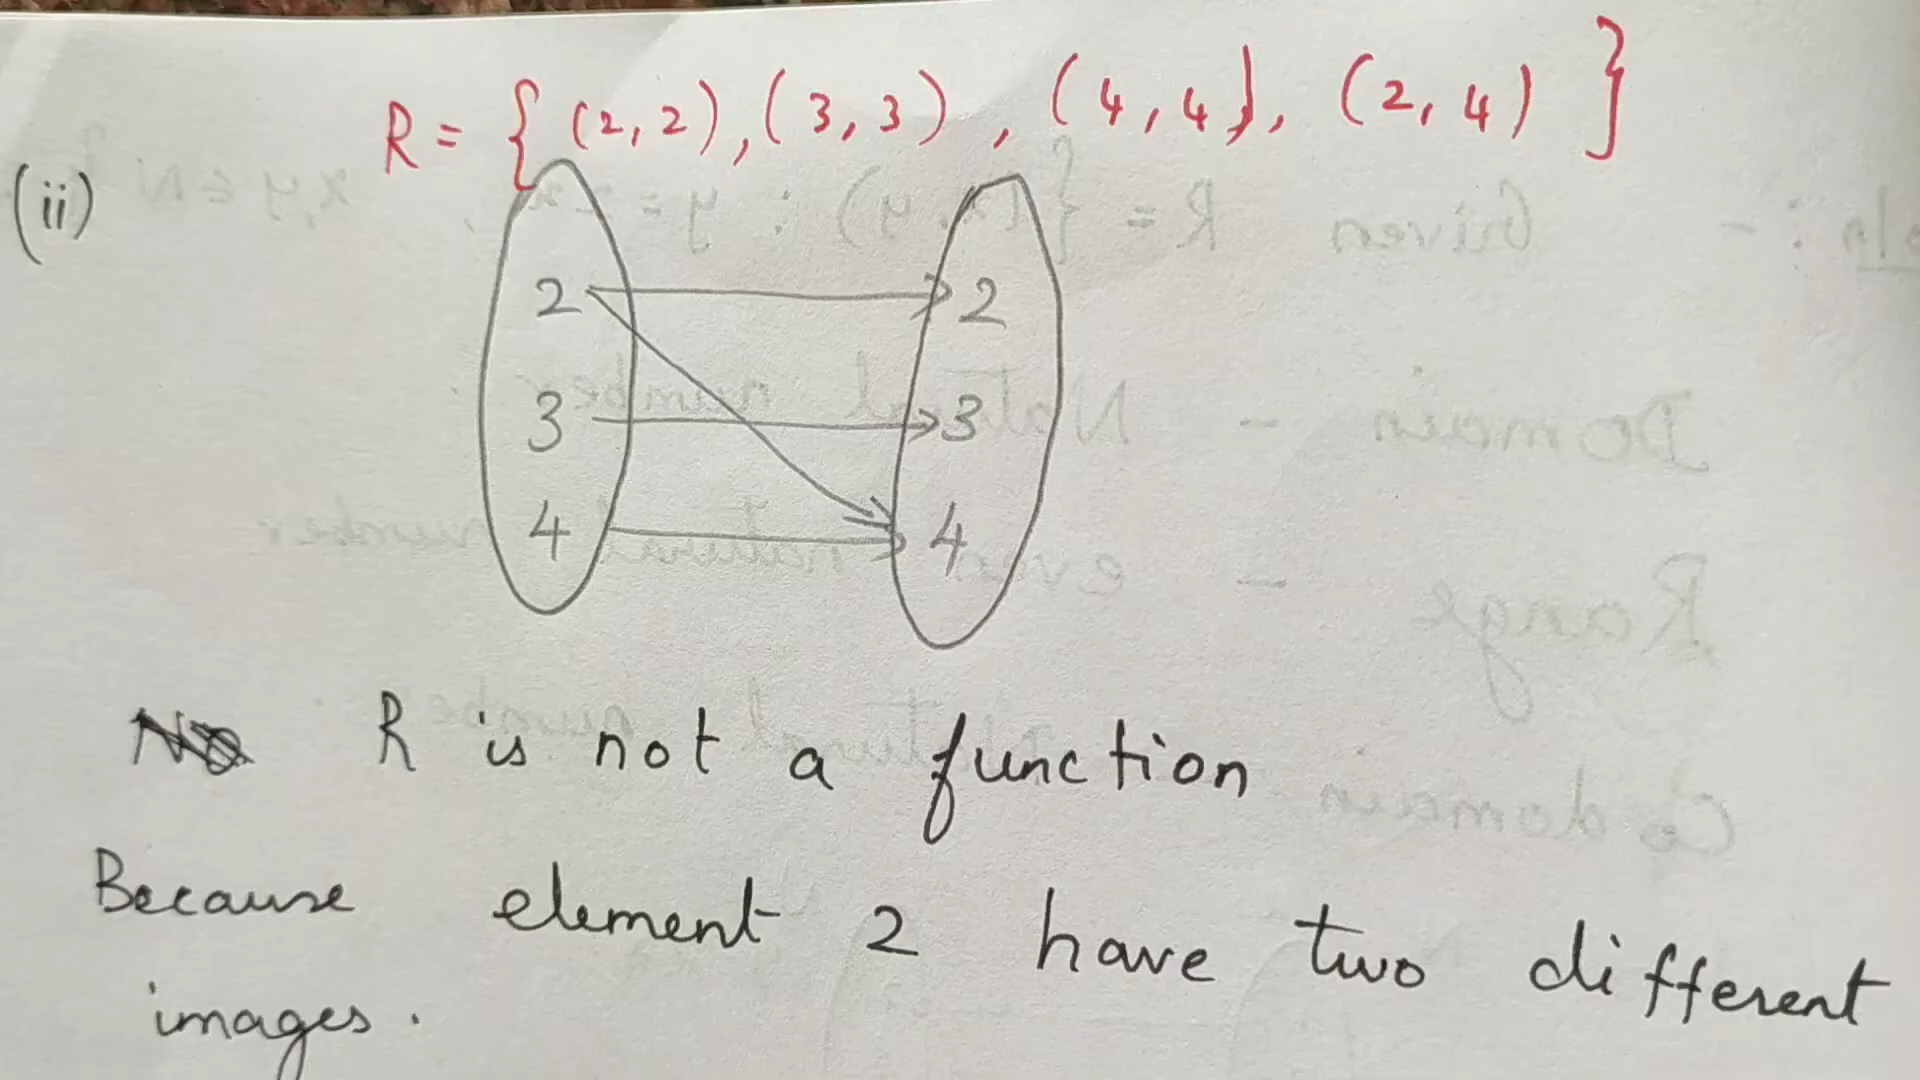 R = { (2, 2), (3, 3), (4, 4), (2, 4) }
(ii)
2 2
3 3
4 4
R is not a function
Because element 2 have two different
images.